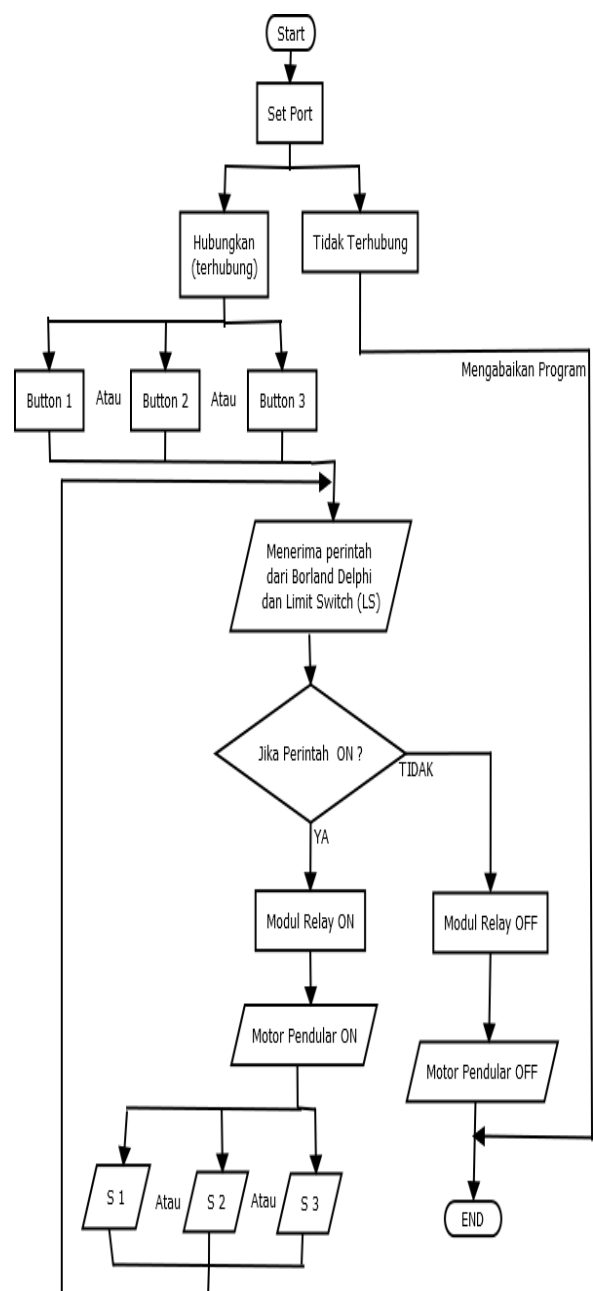 Start
Set Port
Hubungkan
(terhubung)
Tidak Terhubung
Mengabaikan Program
Button 1
Atau
Button 2
Atau
Button 3
Menerima perintah
dari Borland Delphi
dan Limit Switch (LS)
Jika Perintah ON ?
TIDAK
YA
Modul Relay ON
Modul Relay OFF
Motor Pendular ON
Motor Pendular OFF
S 1
Atau
S 2
Atau
S 3
END